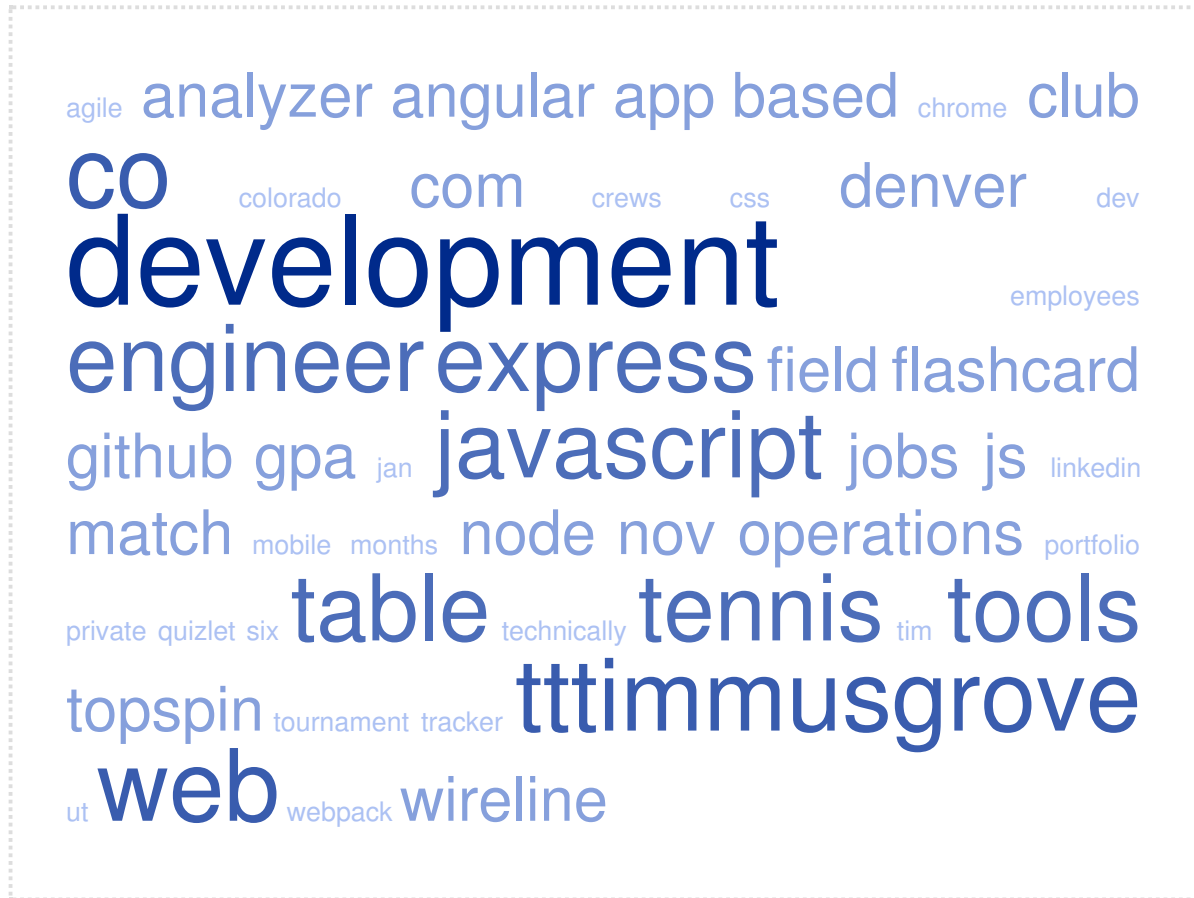 agile analyzer angular app based chrome club
co colorado com crews css denver dev
development employees
engineer express field flashcard
github gpa jan javascript jobs js linkedin
match mobile months node nov operations portfolio
private quizlet six table technically tennis tim tools
topspin tournament tracker tttimmusgrove
ut web webpack wireline